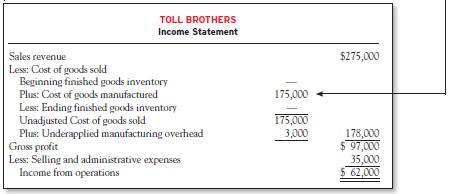 TOLL BROTHERS
Income Statement
Sales revenue $275,000
Less: Cost of goods sold
Beginning finished goods inventory —
Plus: Cost of goods manufactured 175,000
Less: Ending finished goods inventory —
Unadjusted Cost of goods sold 175,000
Plus: Underapplied manufacturing overhead 3,000 178,000
Gross profit $ 97,000
Less: Selling and administrative expenses 35,000
Income from operations $ 62,000